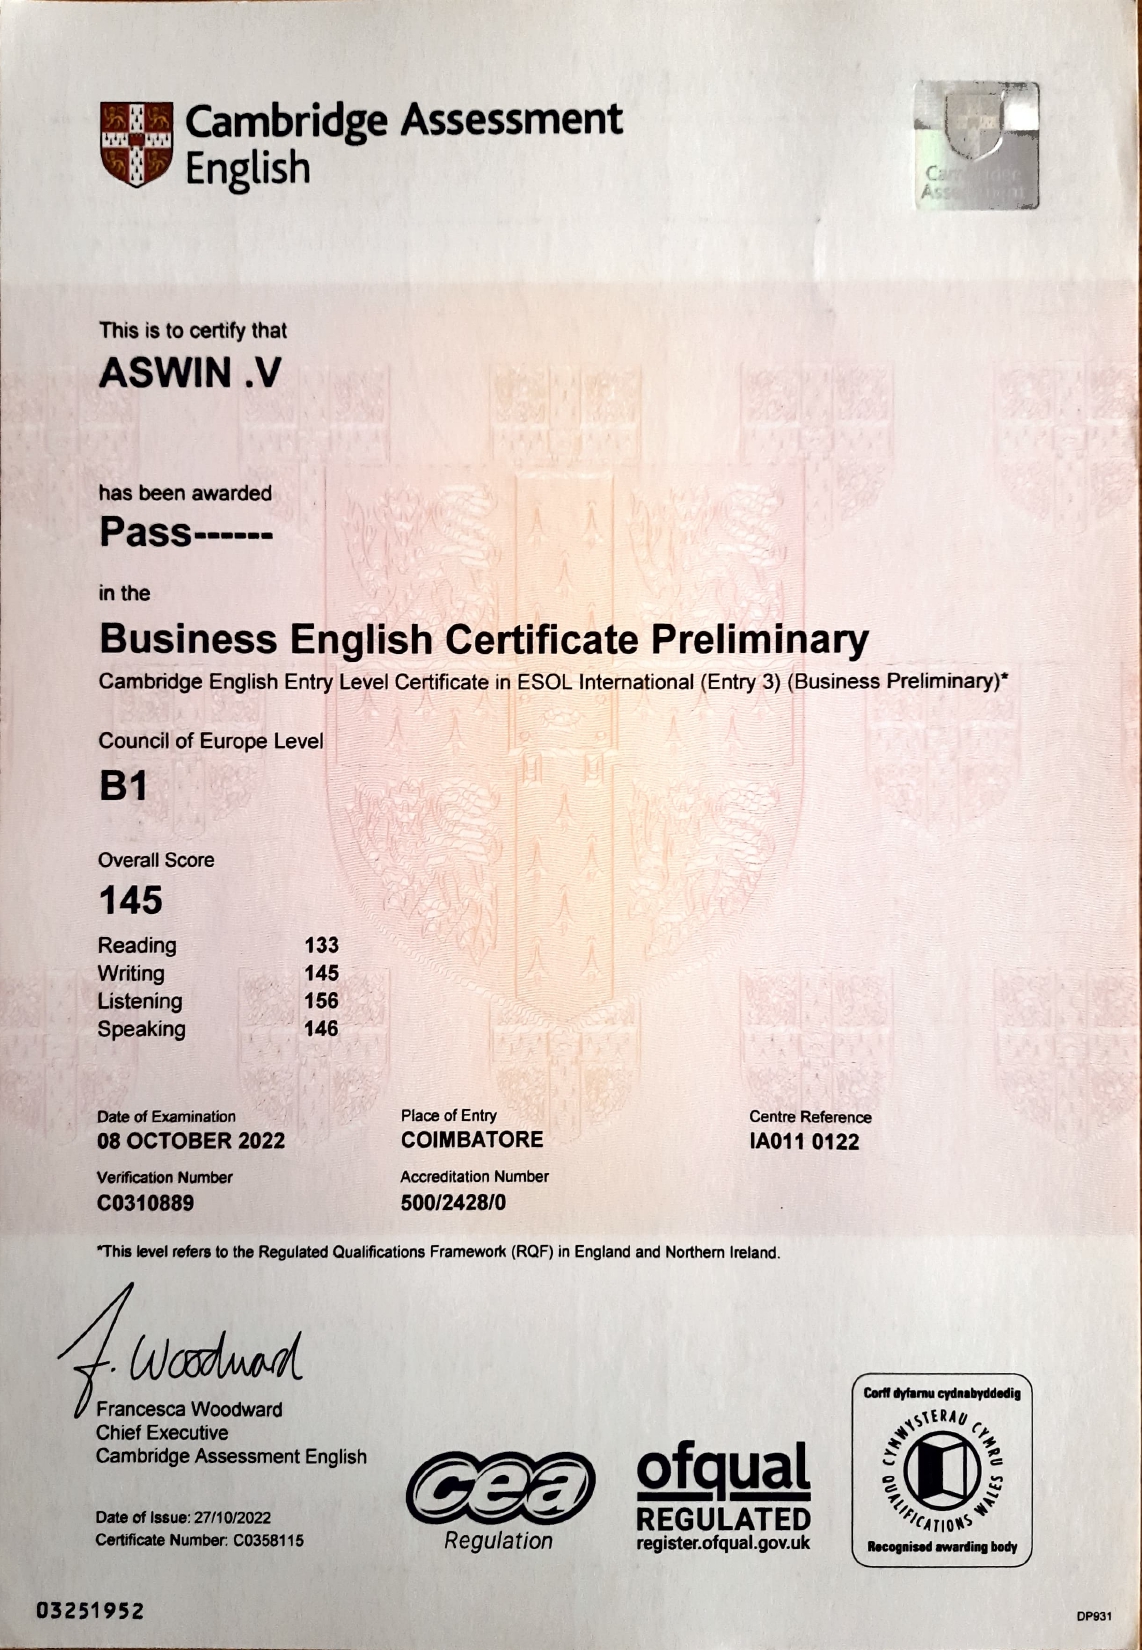 Cambridge Assessment
English
Cambridge
Assessment
This is to certify that
ASWIN .V
has been awarded
Pass------
in the
Business English Certificate Preliminary
Cambridge English Entry Level Certificate in ESOL International (Entry 3) (Business Preliminary)*
Council of Europe Level
B1
Overall Score
145
Reading 133
Writing 145
Listening 156
Speaking 146
Date of Examination Place of Entry Centre Reference
08 OCTOBER 2022 COIMBATORE IA011 0122
Verification Number Accreditation Number
C0310889 500/2428/0
*This level refers to the Regulated Qualifications Framework (RQF) in England and Northern Ireland.
f. Woodward
Francesca Woodward
Chief Executive
Cambridge Assessment English
Date of Issue: 27/10/2022
Certificate Number: C0358115
cea
Regulation
ofqual
REGULATED
register.ofqual.gov.uk
Corff dyfarnu cydnabyddedig
CYMWYSTERAU CYMRU
QUALIFICATIONS WALES
Recognised awarding body
03251952
DP931